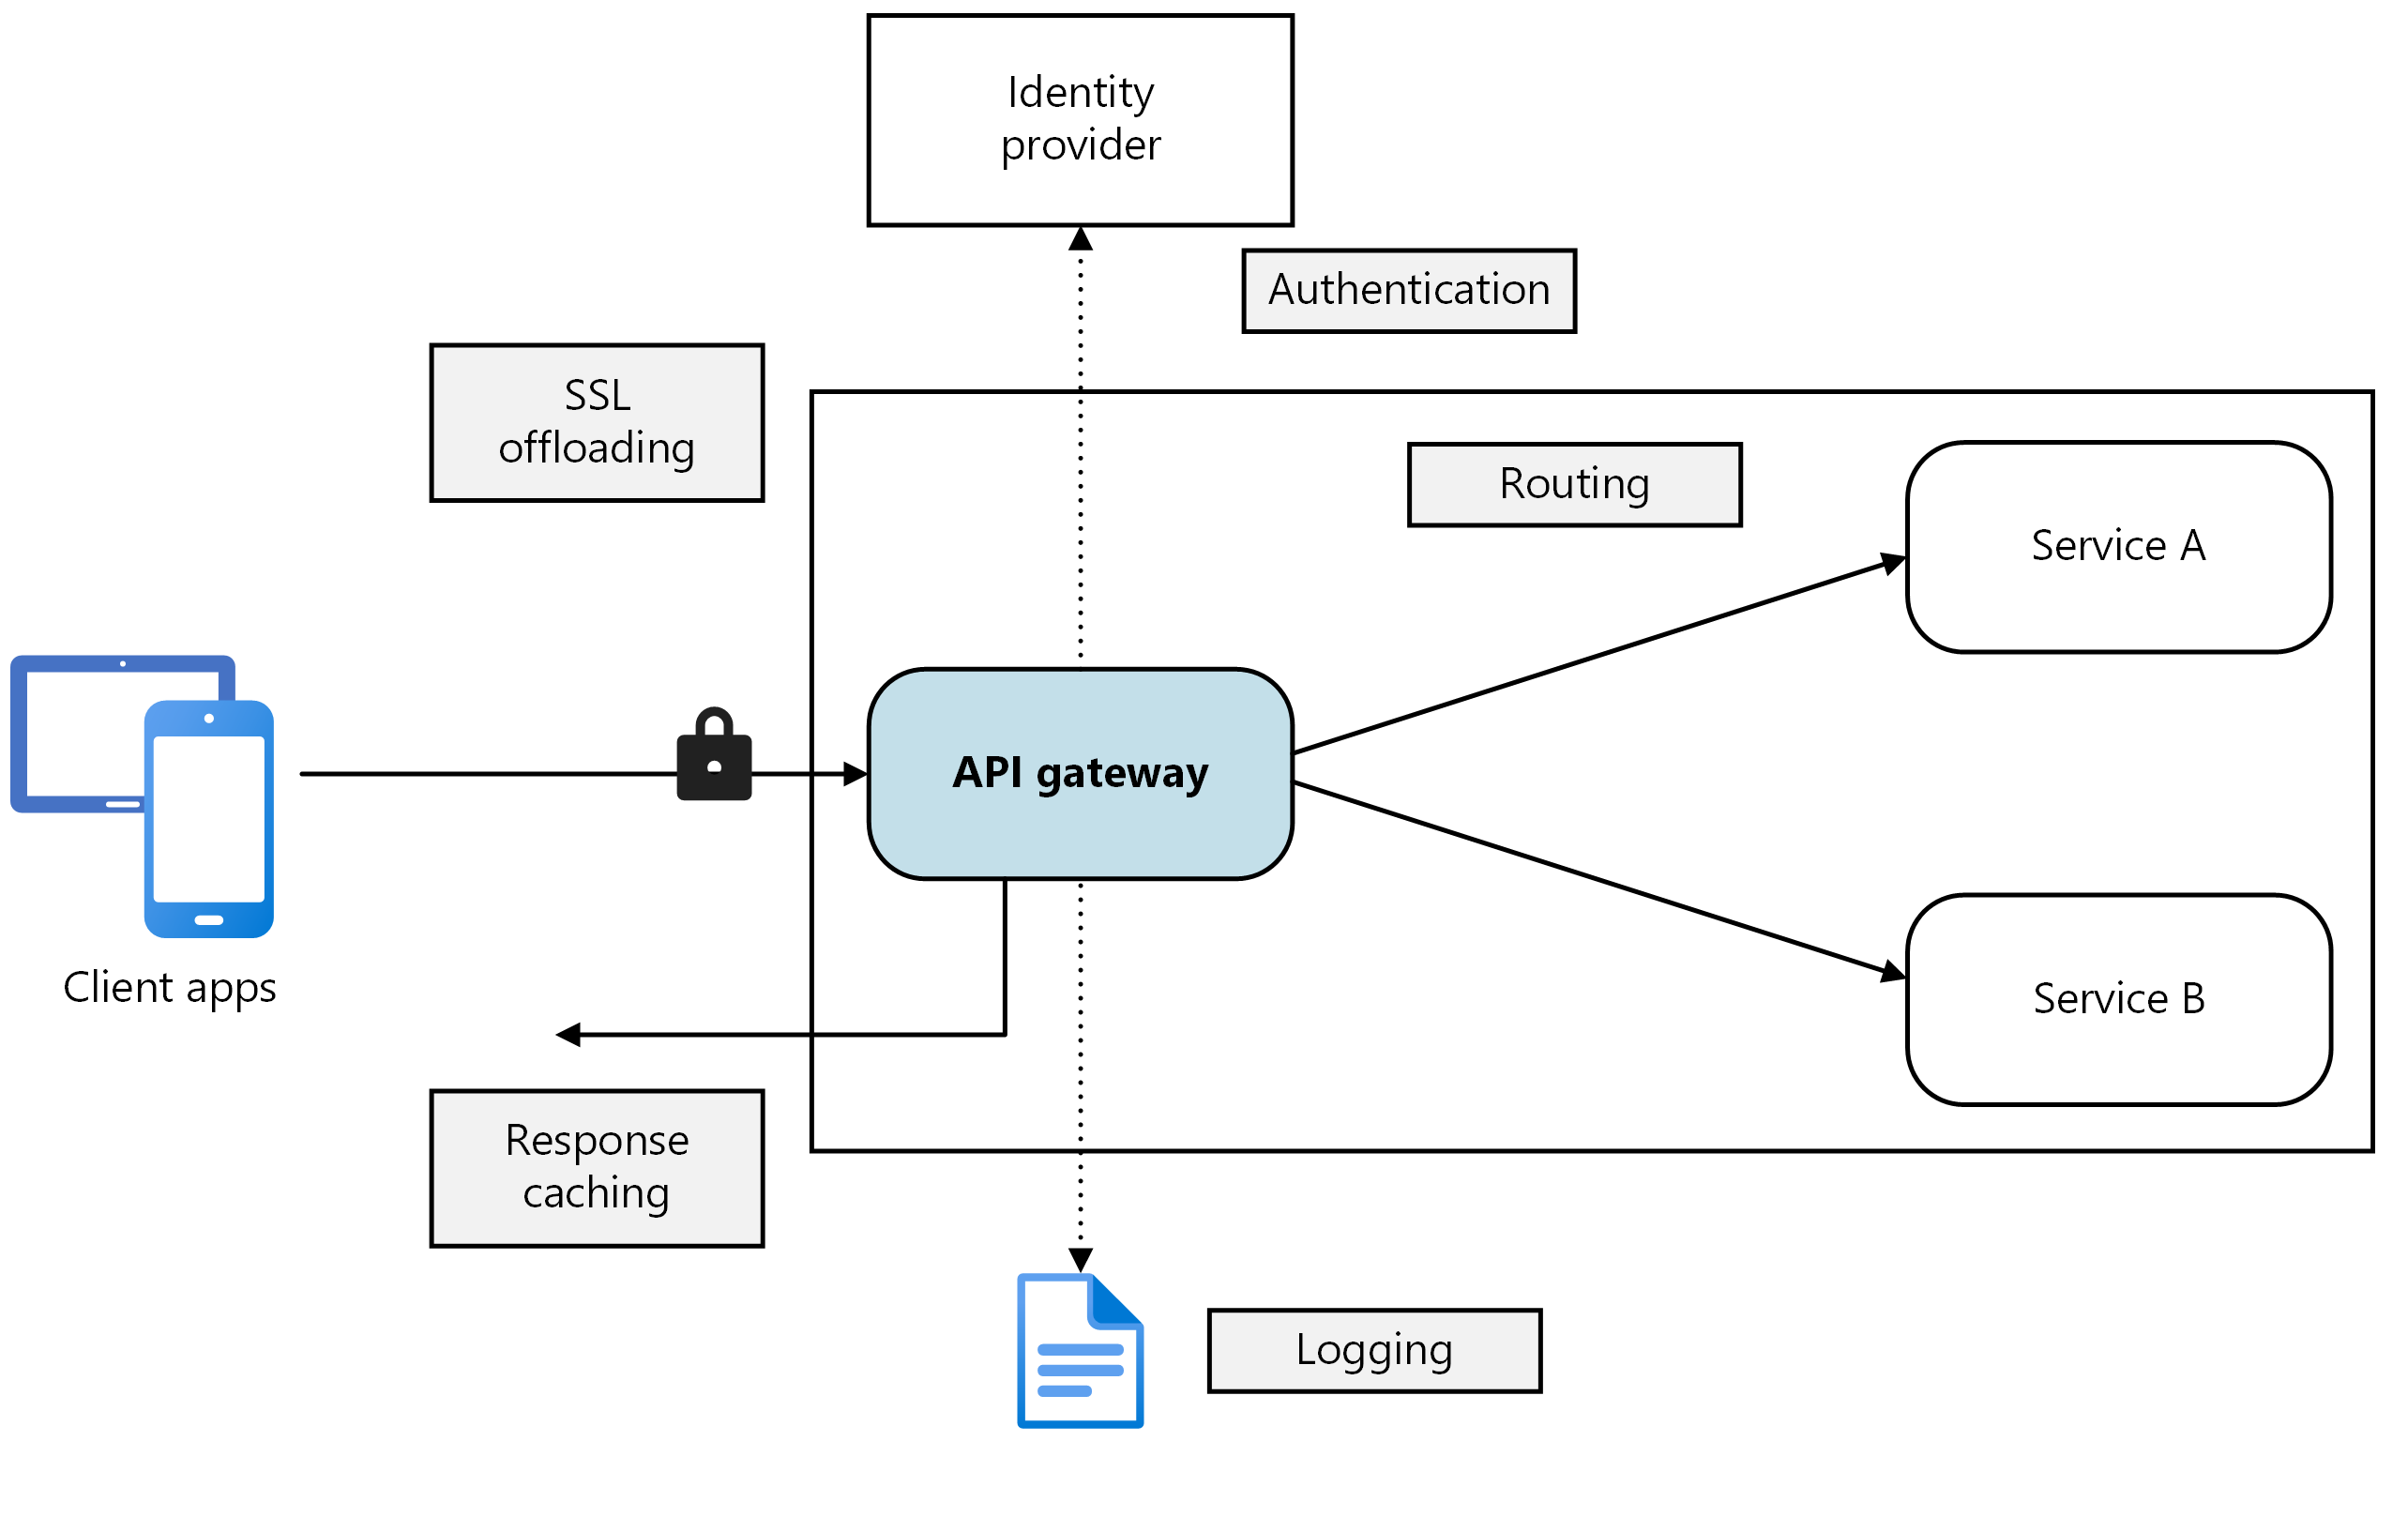 Identity
provider
Authentication
SSL
offloading
Routing
Service A
API gateway
Client apps
Service B
Response
caching
Logging